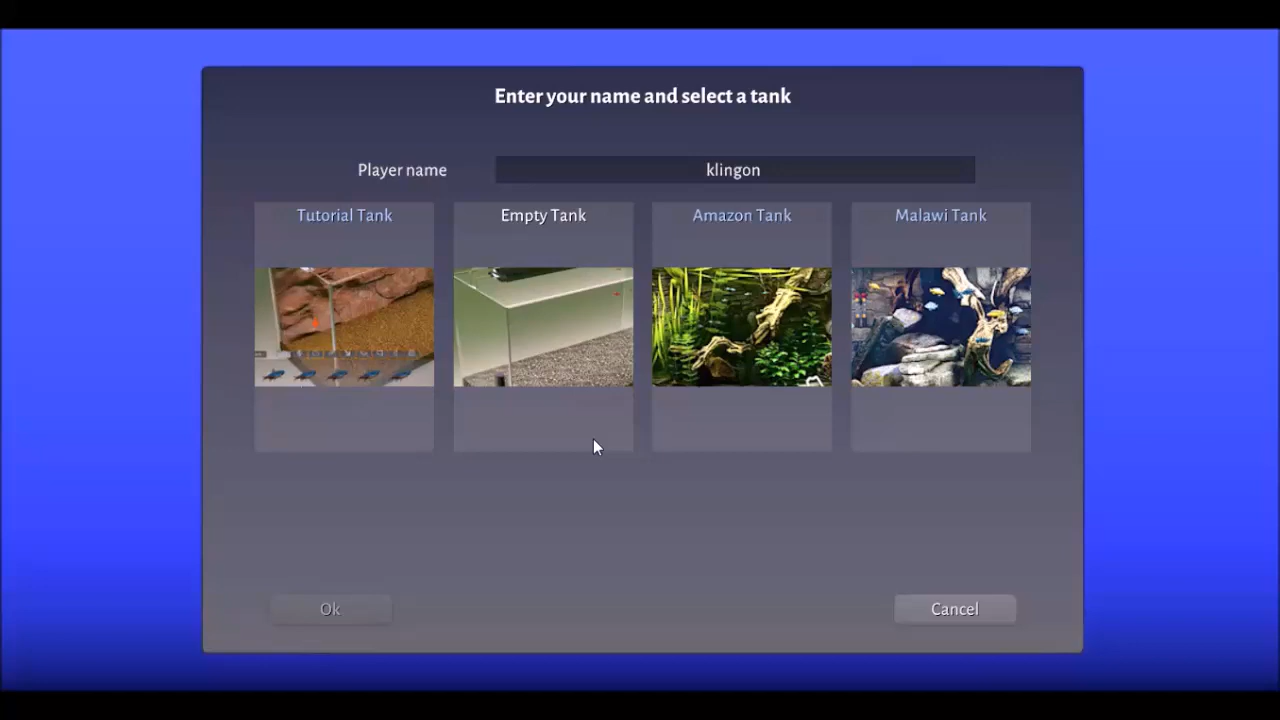 Enter your name and select a tank
Player name klingon
Tutorial Tank Empty Tank Amazon Tank Malawi Tank
Ok Cancel